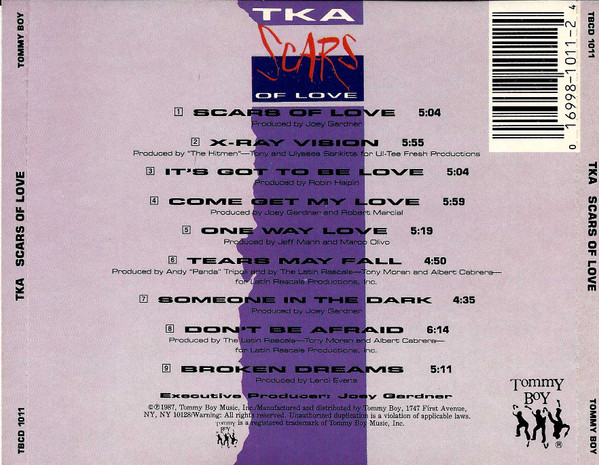 TKA
SCARS
OF LOVE
1 SCARS OF LOVE 5:04
Produced by Joey Gardner
2 X-RAY VISION 5:55
Produced by "The Hitmen"—Tony and Ulysses Sankitts for Ul-Tee Fresh Productions
3 IT'S GOT TO BE LOVE 5:04
Produced by Robin Halpin
4 COME GET MY LOVE 5:59
Produced by Joey Gardner and Robert Marcial
5 ONE WAY LOVE 5:19
Produced by Jeff Mann and Marco Olivo
6 TEARS MAY FALL 4:50
Produced by Andy "Panda" Tripoli and by The Latin Rascals—Tony Moran and Albert Cabrera—
for Latin Rascals Productions, Inc.
7 SOMEONE IN THE DARK 4:35
Produced by Joey Gardner
8 DON'T BE AFRAID 6:14
Produced by The Latin Rascals—Tony Moran and Albert Cabrera—
for Latin Rascals Productions, Inc.
9 BROKEN DREAMS 5:11
Produced by Leroi Evans
Executive Producer: Joey Gardner
©℗1987, Tommy Boy Music, Inc./Manufactured and distributed by Tommy Boy, 1747 First Avenue,
NY, NY 10128/Warning: All rights reserved. Unauthorized duplication is a violation of applicable laws.
Tommy Boy is a registered trademark of Tommy Boy Music, Inc.
TOMMY BOY
TKA SCARS OF LOVE
TBCD 1011
0 16998-1011-2 4
TBCD 1011
TKA SCARS OF LOVE
TOMMY BOY
Tommy
BOY